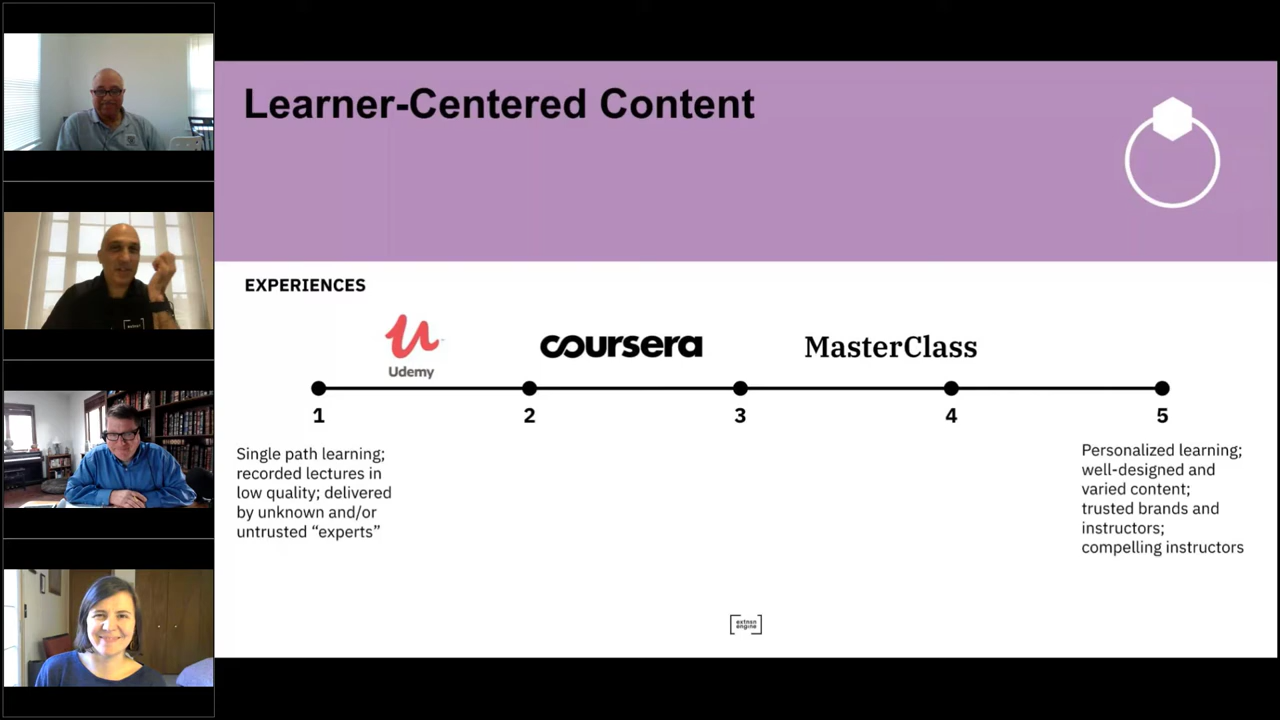 Learner-Centered Content
EXPERIENCES
Udemy
coursera
MasterClass
1 2 3 4 5
Single path learning;
recorded lectures in
low quality; delivered
by unknown and/or
untrusted “experts”
Personalized learning;
well-designed and
varied content;
trusted brands and
instructors;
compelling instructors
extnsn
engine